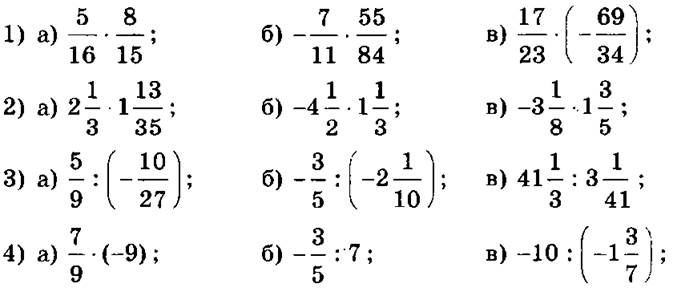 1) а) 5/16 · 8/15; б) –7/11 · 55/84; в) 17/23 · (–69/34);
2) а) 2 1/3 · 1 13/35; б) –4 1/2 · 1 1/3; в) –3 1/8 · 1 3/5;
3) а) 5/9 : (–10/27); б) –3/5 : (–2 1/10); в) 41 1/3 : 3 1/41;
4) а) 7/9 · (–9); б) –3/5 : 7; в) –10 : (–1 3/7);